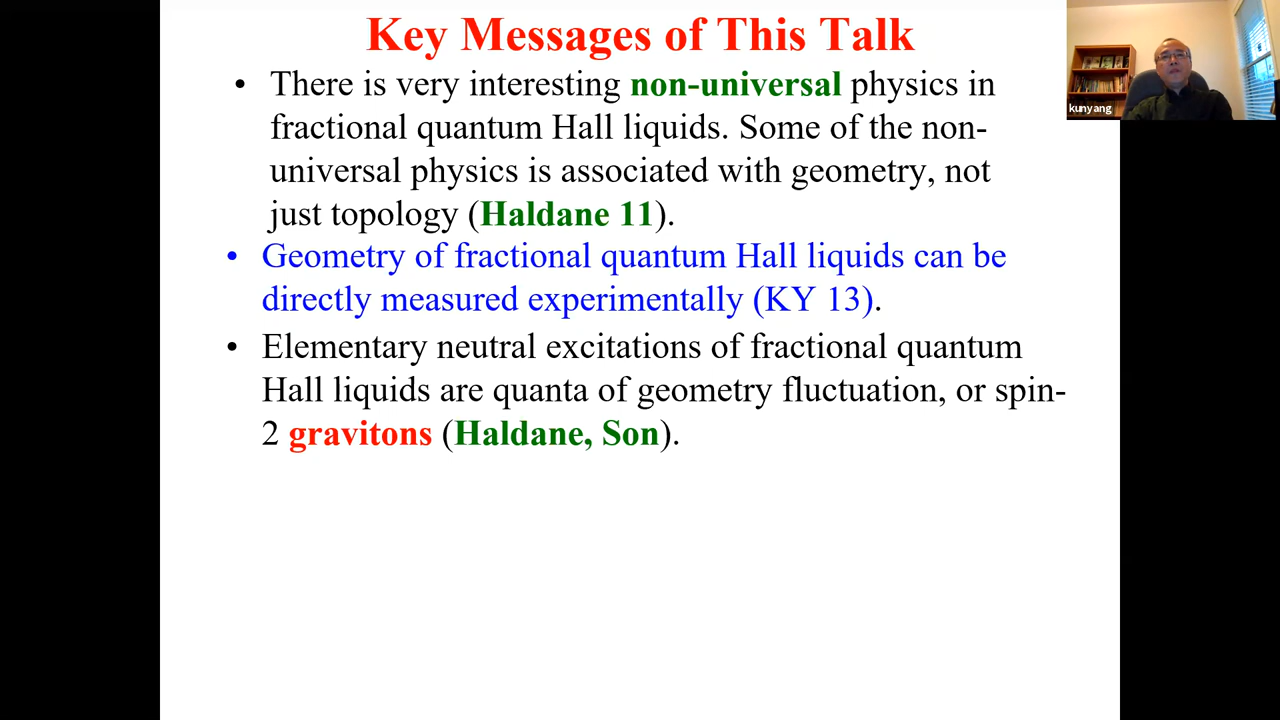 Key Messages of This Talk
• There is very interesting non-universal physics in
fractional quantum Hall liquids. Some of the non-
universal physics is associated with geometry, not
just topology (Haldane 11).
• Geometry of fractional quantum Hall liquids can be
directly measured experimentally (KY 13).
• Elementary neutral excitations of fractional quantum
Hall liquids are quanta of geometry fluctuation, or spin-
2 gravitons (Haldane, Son).
kunyang